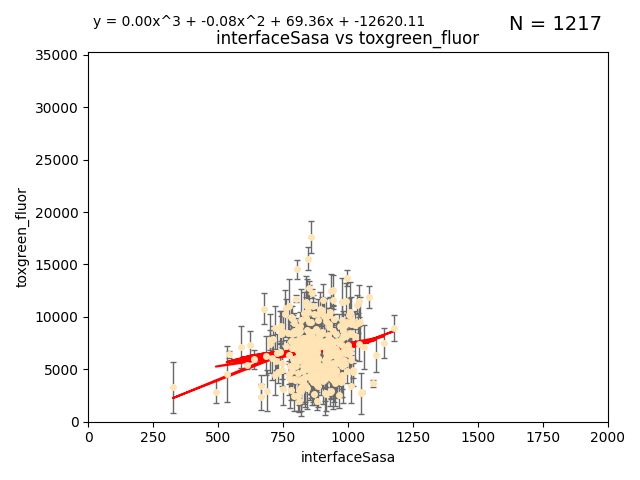 y = 0.00x^3 + -0.08x^2 + 69.36x + -12620.11
N = 1217
interfaceSasa vs toxgreen_fluor
35000
30000
25000
20000
15000
10000
5000
0
toxgreen_fluor
0 250 500 750 1000 1250 1500 1750 2000
interfaceSasa